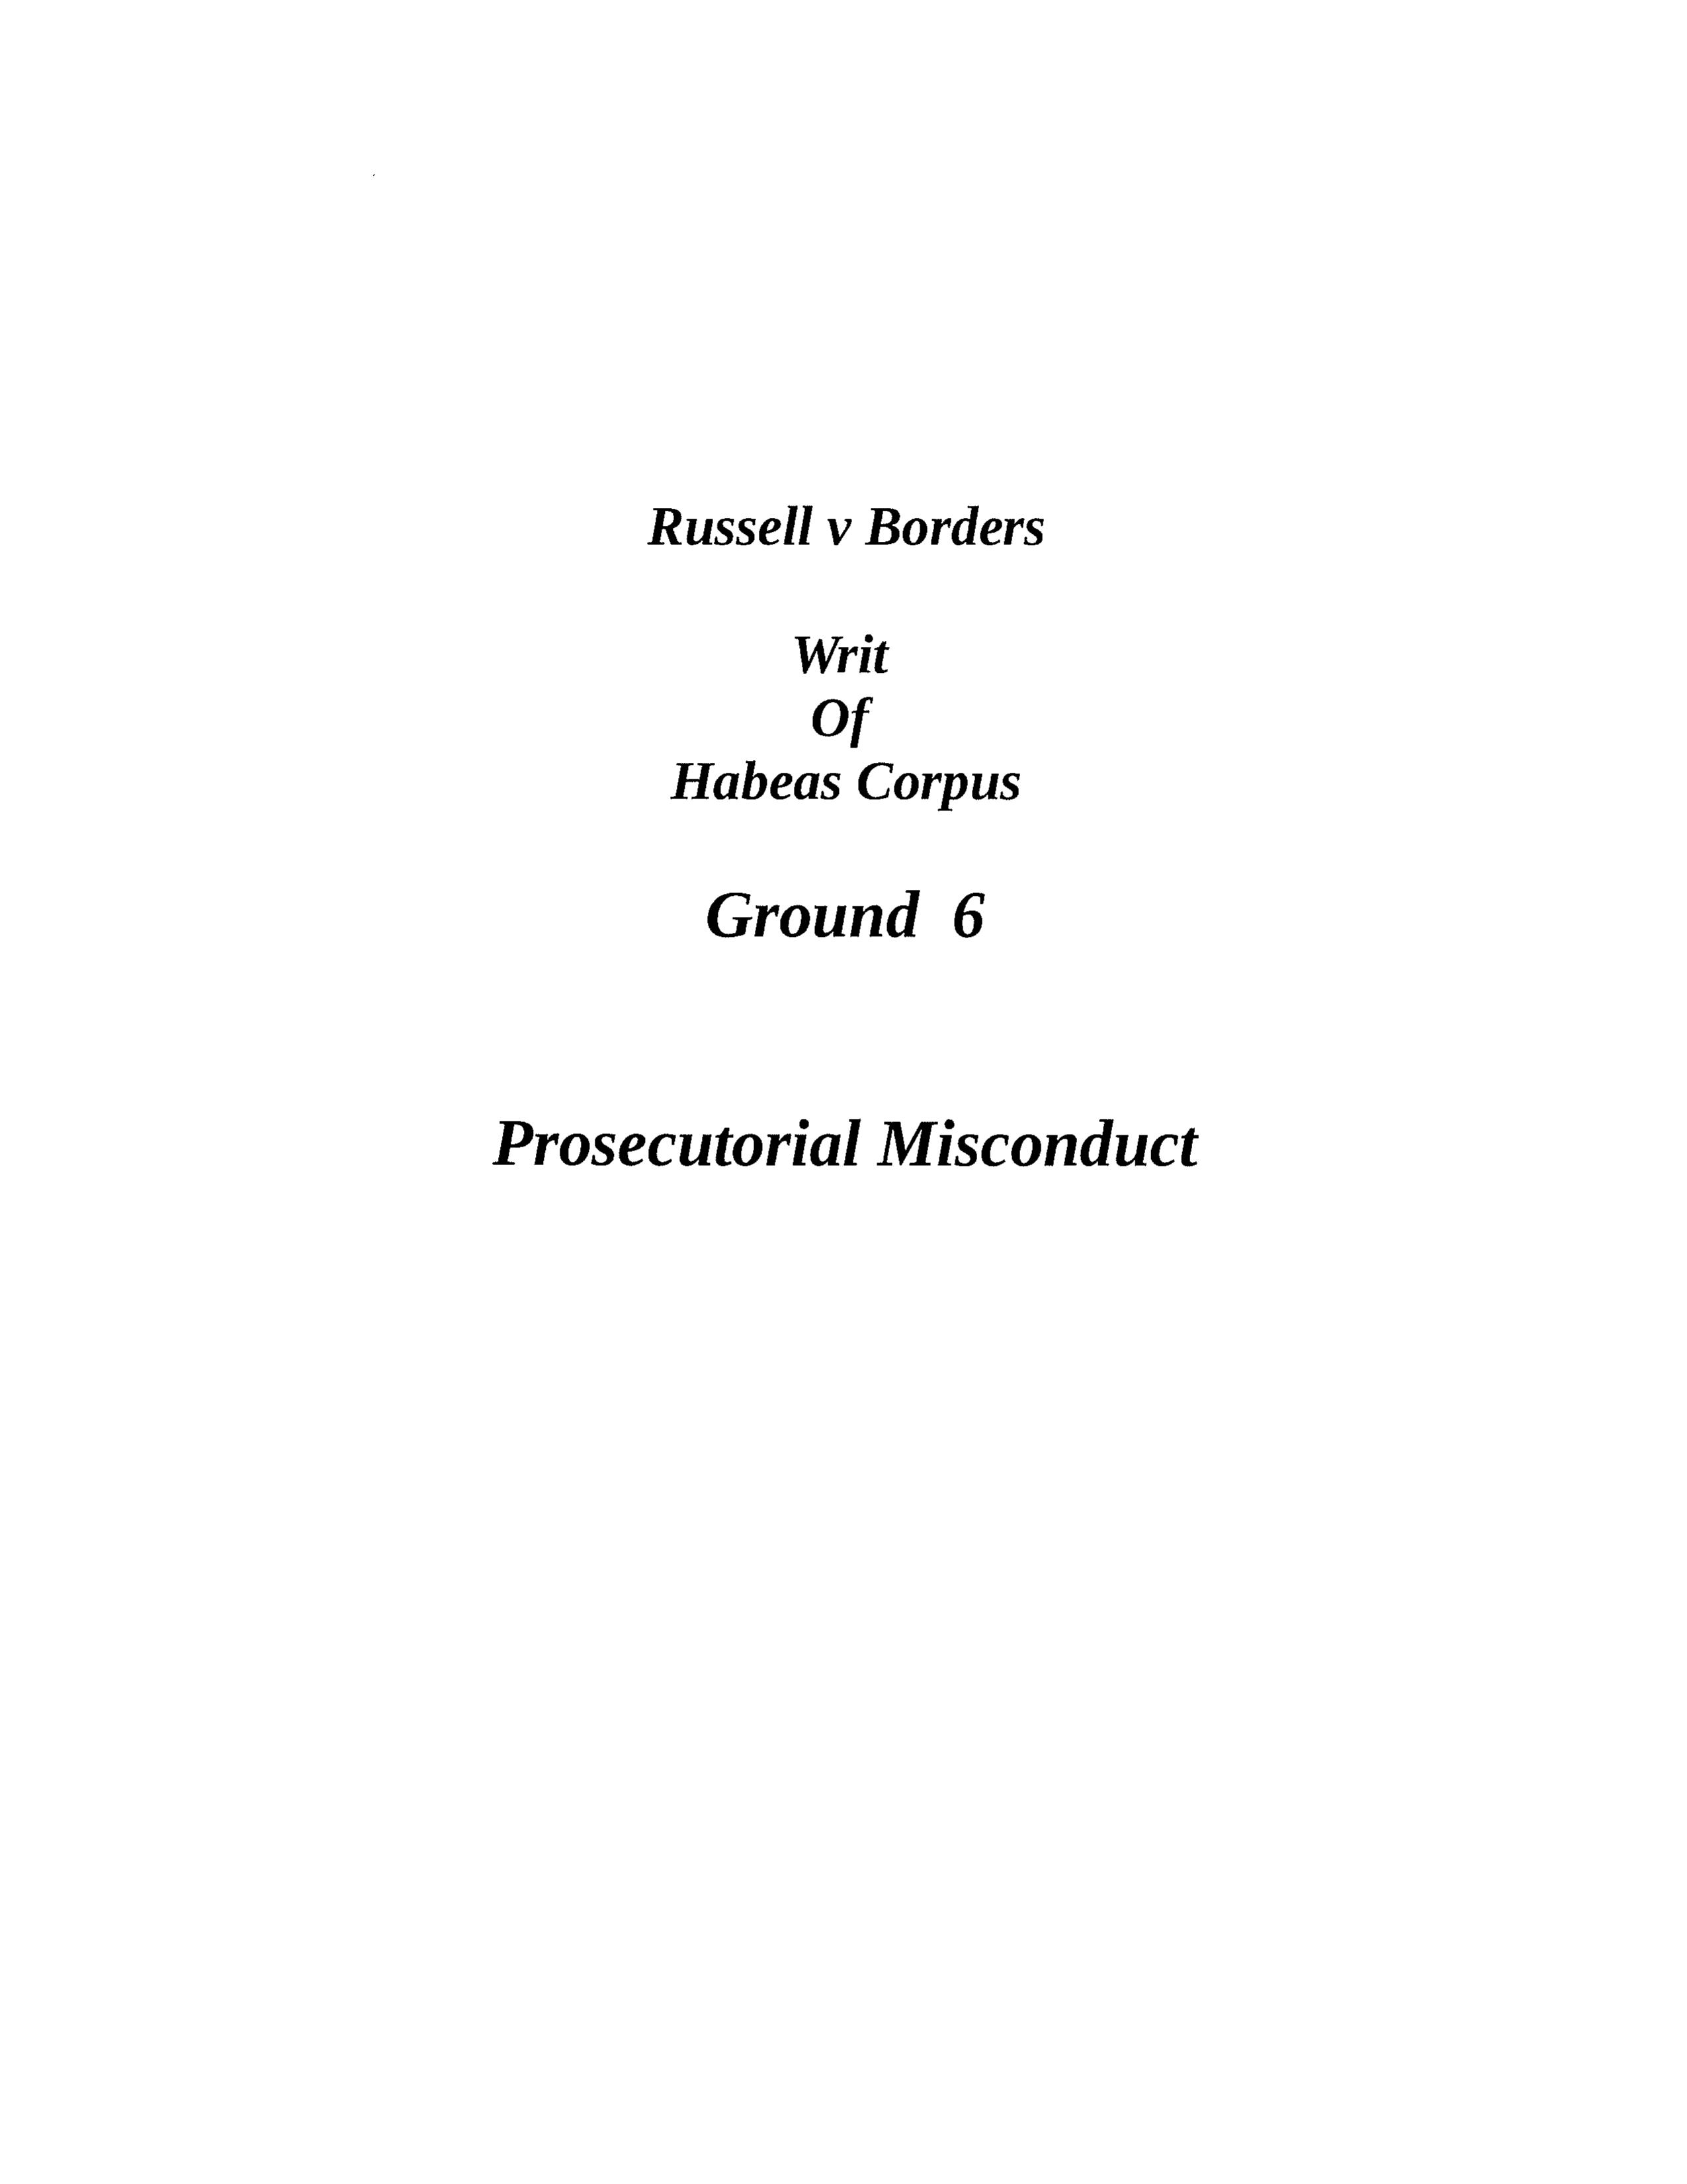 Russell v Borders
Writ
Of
Habeas Corpus
Ground 6
Prosecutorial Misconduct